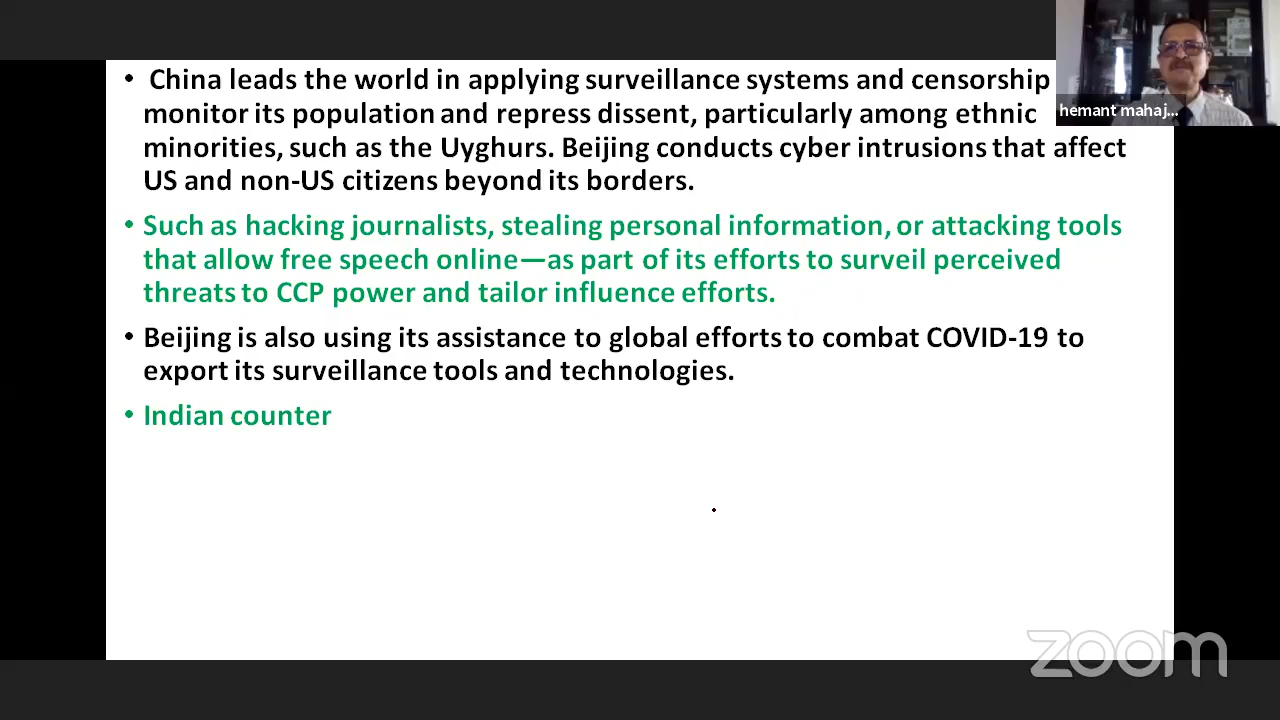 • China leads the world in applying surveillance systems and censorship
monitor its population and repress dissent, particularly among ethnic
minorities, such as the Uyghurs. Beijing conducts cyber intrusions that affect
US and non-US citizens beyond its borders.
• Such as hacking journalists, stealing personal information, or attacking tools
that allow free speech online—as part of its efforts to surveil perceived
threats to CCP power and tailor influence efforts.
• Beijing is also using its assistance to global efforts to combat COVID-19 to
export its surveillance tools and technologies.
• Indian counter
hemant mahaj...
zoom